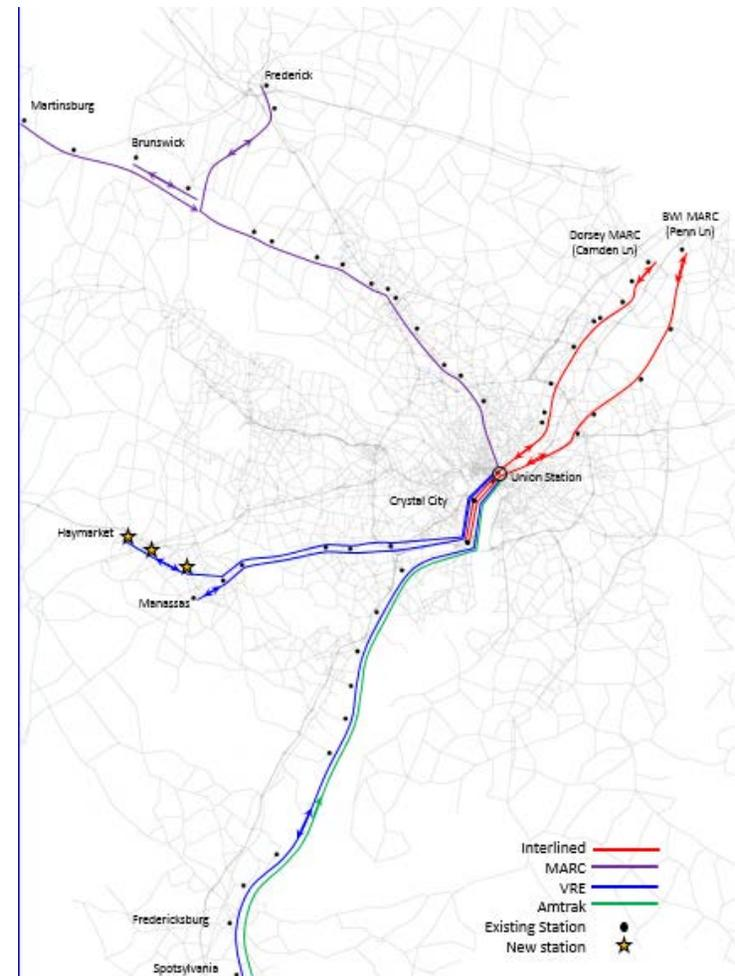 Frederick
Martinsburg
Brunswick
BWI MARC
(Penn Ln)
Dorsey MARC
(Camden Ln)
Union Station
Crystal City
Haymarket
Manassas
Interlined
MARC
VRE
Amtrak
Existing Station
New station
Fredericksburg
Spotsylvania